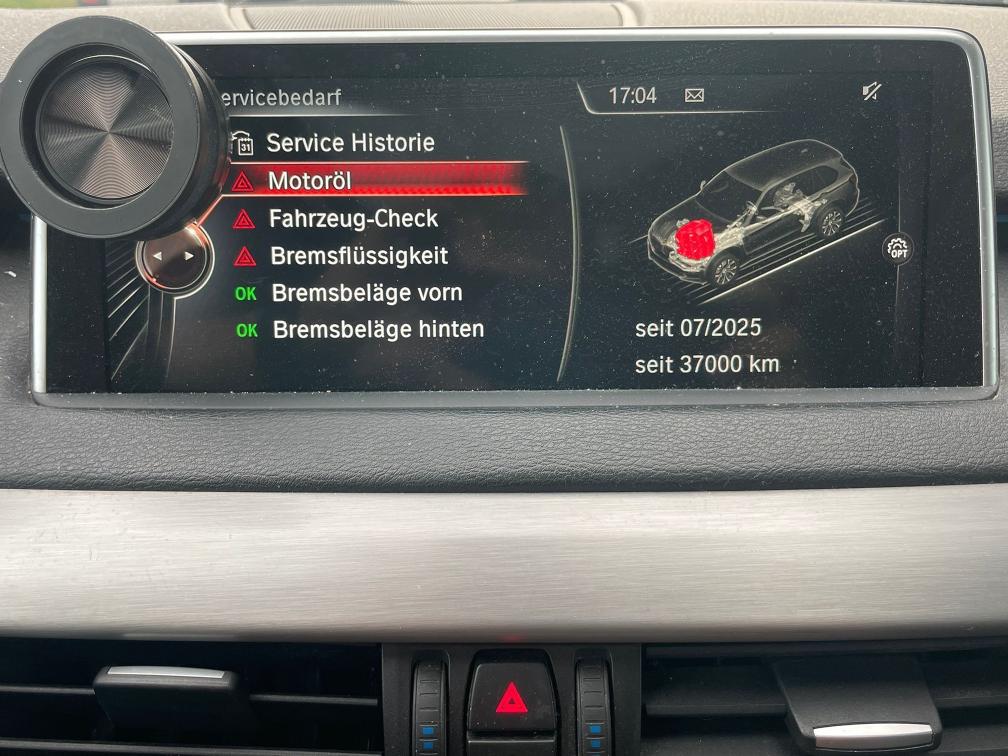 ervicebedarf
17:04
31 Service Historie
Motoröl
Fahrzeug-Check
Bremsflüssigkeit
OK Bremsbeläge vorn
OK Bremsbeläge hinten
OPT
seit 07/2025
seit 37000 km